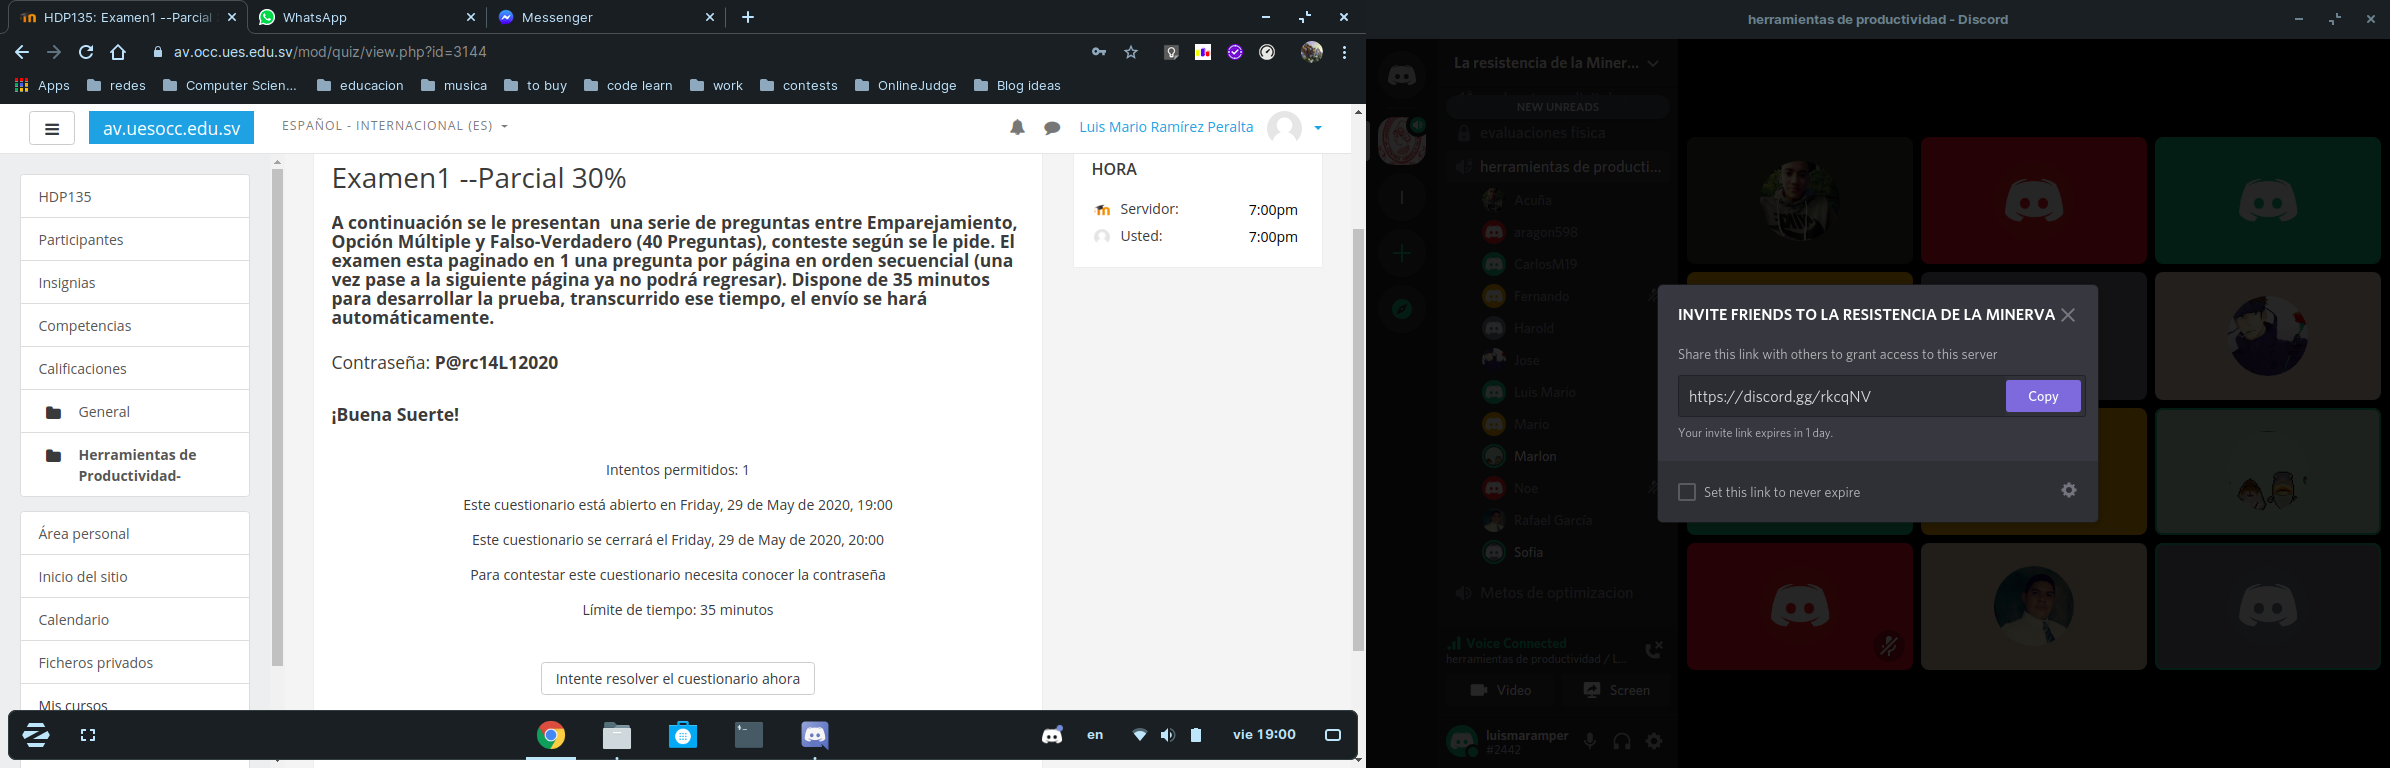 HDP135: Examen1 --Parcial
WhatsApp
Messenger
av.occ.ues.edu.sv/mod/quiz/view.php?id=3144
Apps
redes
Computer Scien...
educacion
musica
to buy
code learn
work
contests
OnlineJudge
Blog ideas
av.uesocc.edu.sv
ESPAÑOL - INTERNACIONAL (ES)
Luis Mario Ramírez Peralta
HDP135
Participantes
Insignias
Competencias
Calificaciones
General
Herramientas de
Productividad-
Área personal
Inicio del sitio
Calendario
Ficheros privados
Mis cursos
Examen1 --Parcial 30%
A continuación se le presentan una serie de preguntas entre Emparejamiento,
Opción Múltiple y Falso-Verdadero (40 Preguntas), conteste según se le pide. El
examen esta paginado en 1 una pregunta por página en orden secuencial (una
vez pase a la siguiente página ya no podrá regresar). Dispone de 35 minutos
para desarrollar la prueba, transcurrido ese tiempo, el envío se hará
automáticamente.
Contraseña: P@rc14L12020
¡Buena Suerte!
Intentos permitidos: 1
Este cuestionario está abierto en Friday, 29 de May de 2020, 19:00
Este cuestionario se cerrará el Friday, 29 de May de 2020, 20:00
Para contestar este cuestionario necesita conocer la contraseña
Límite de tiempo: 35 minutos
Intente resolver el cuestionario ahora
HORA
Servidor: 7:00pm
Usted: 7:00pm
en
vie 19:00
herramientas de productividad - Discord
La resistencia de la Miner...
NEW UNREADS
evaluaciones fisica
herramientas de producti...
Acuña
aragon598
CarlosM19
Fernando
Harold
Jose
Luis Mario
Mario
Marlon
Noe
Rafael Garcia
Sofia
Metos de optimizacion
Voice Connected
herramientas de productividad / L...
Video
Screen
luismaramper
#2442
I
INVITE FRIENDS TO LA RESISTENCIA DE LA MINERVA
Share this link with others to grant access to this server
https://discord.gg/rkcqNV
Copy
Your invite link expires in 1 day.
Set this link to never expire